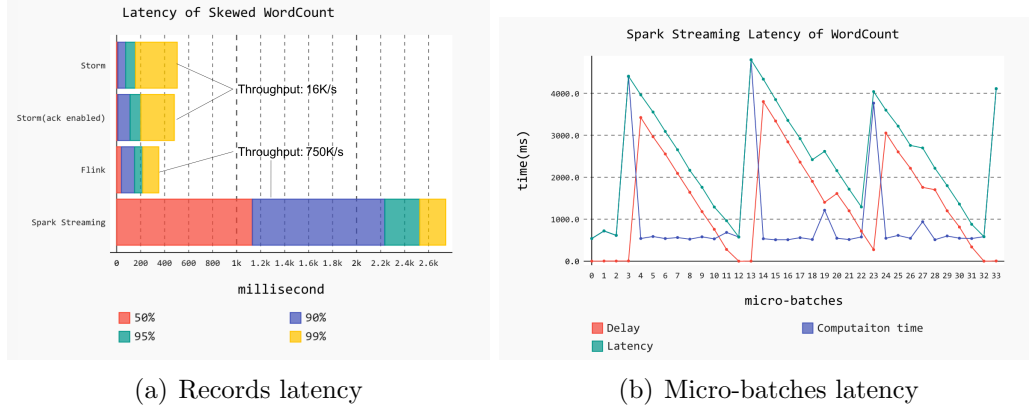 Latency of Skewed WordCount
Storm
Storm(ack enabled)
Flink
Spark Streaming
Throughput: 16K/s
Throughput: 750K/s
0 200 400 600 800 1k 1.2k 1.4k 1.6k 1.8k 2k 2.2k 2.4k 2.6k
millisecond
50% 90%
95% 99%
(a) Records latency
Spark Streaming Latency of WordCount
time(ms)
4000.0
3000.0
2000.0
1000.0
0.0
0 1 2 3 4 5 6 7 8 9 10 11 12 13 14 15 16 17 18 19 20 21 22 23 24 25 26 27 28 29 30 31 32 33
micro-batches
Delay Computaiton time
Latency
(b) Micro-batches latency